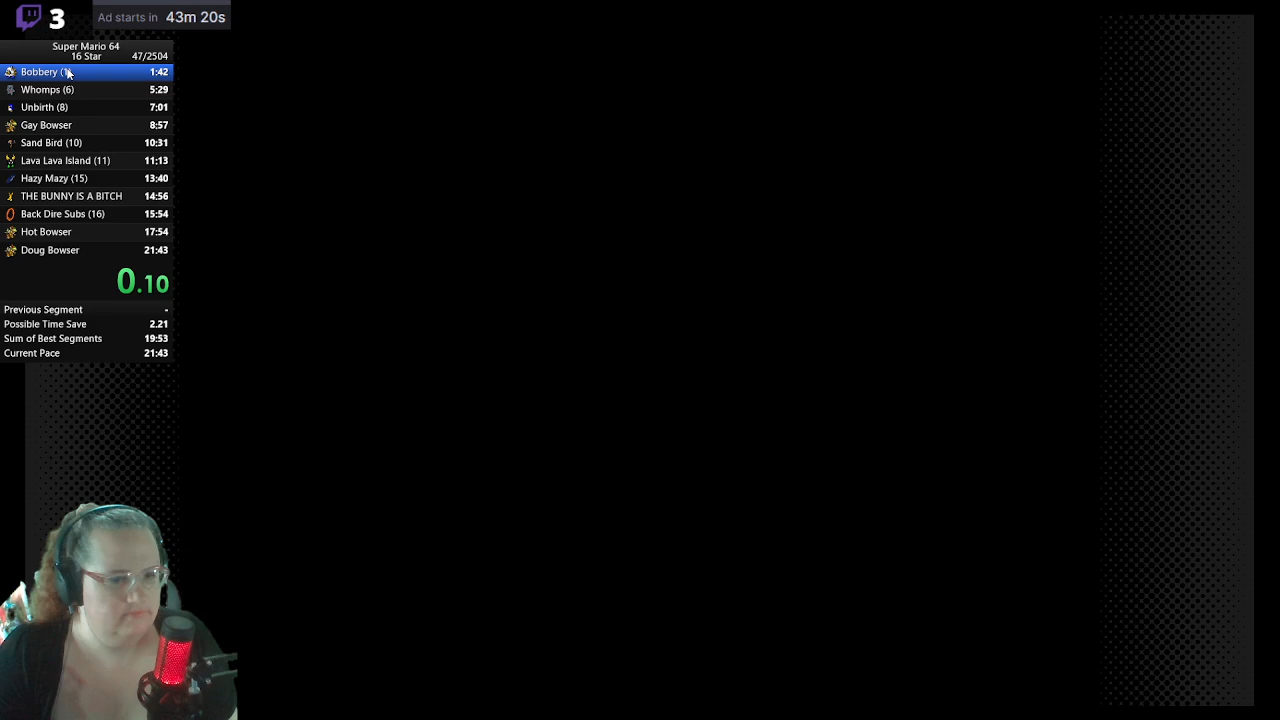 3
Ad starts in 43m 20s
Super Mario 64
16 Star 47/2504
Bobbery (1) 1:42
Whomps (6) 5:29
Unbirth (8) 7:01
Gay Bowser 8:57
Sand Bird (10) 10:31
Lava Lava Island (11) 11:13
Hazy Mazy (15) 13:40
THE BUNNY IS A BITCH 14:56
Back Dire Subs (16) 15:54
Hot Bowser 17:54
Doug Bowser 21:43
0.10
Previous Segment -
Possible Time Save 2.21
Sum of Best Segments 19:53
Current Pace 21:43